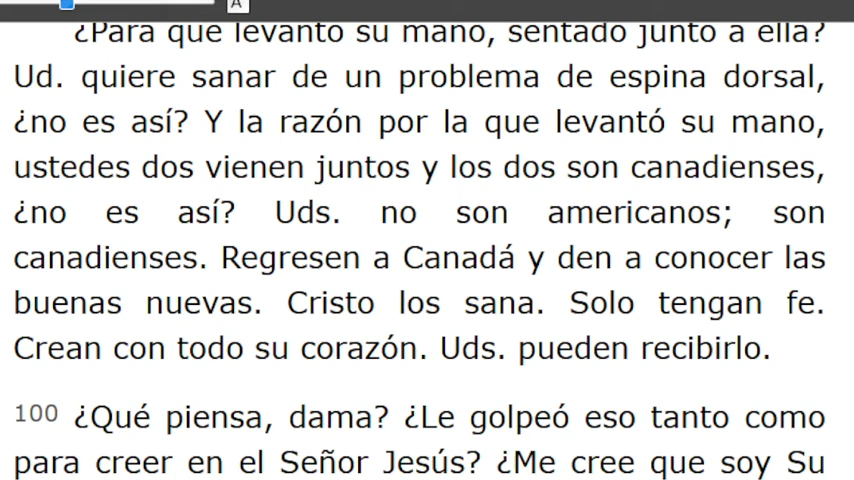 A
¿Para qué levantó su mano, sentado junto a ella?
Ud. quiere sanar de un problema de espina dorsal,
¿no es así? Y la razón por la que levantó su mano,
ustedes dos vienen juntos y los dos son canadienses,
¿no es así? Uds. no son americanos; son
canadienses. Regresen a Canadá y den a conocer las
buenas nuevas. Cristo los sana. Solo tengan fe.
Crean con todo su corazón. Uds. pueden recibirlo.
100 ¿Qué piensa, dama? ¿Le golpeó eso tanto como
para creer en el Señor Jesús? ¿Me cree que soy Su